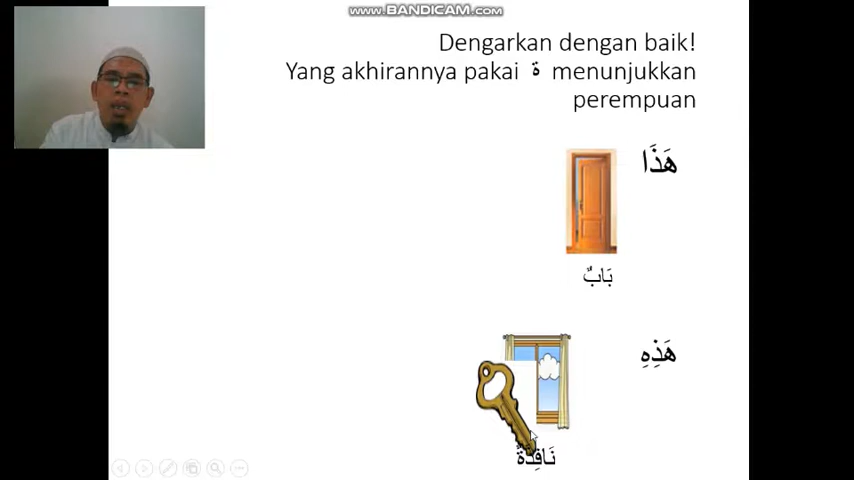 WWW.BANDICAM.COM
Dengarkan dengan baik!
Yang akhirannya pakai ة menunjukkan
perempuan
هَذَا
بَابٌ
هَذِهِ
نَافِذَةٌ